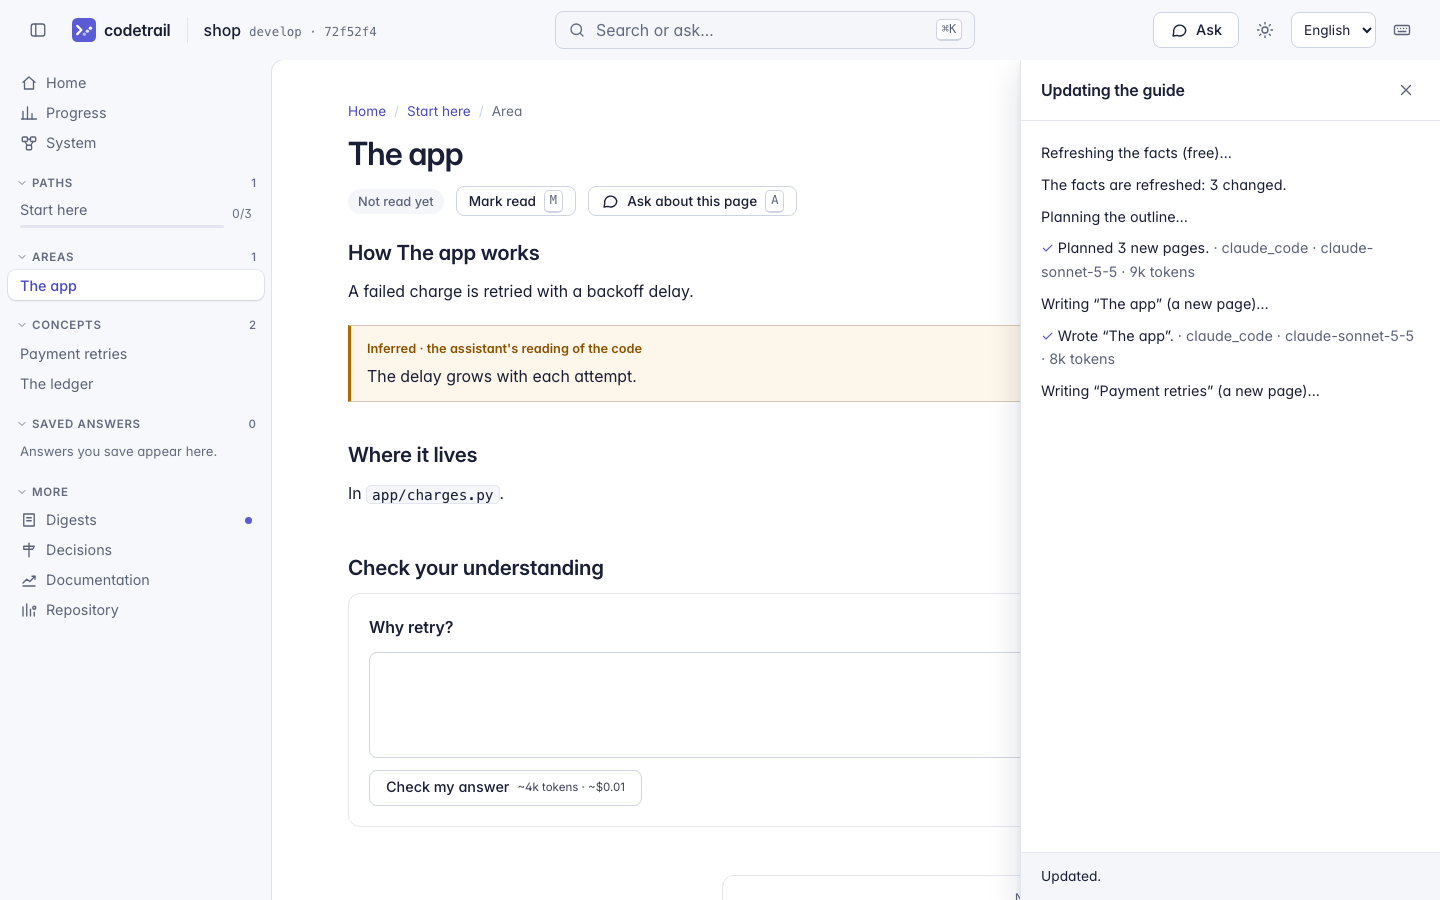 codetrail
shop develop · 72f52f4
Search or ask... ⌘K
Ask
English
Home
Progress
System
PATHS 1
Start here 0/3
AREAS 1
The app
CONCEPTS 2
Payment retries
The ledger
SAVED ANSWERS 0
Answers you save appear here.
MORE
Digests
Decisions
Documentation
Repository
Home / Start here / Area
The app
Not read yet
Mark read M
Ask about this page A
How The app works
A failed charge is retried with a backoff delay.
Inferred · the assistant's reading of the code
The delay grows with each attempt.
Where it lives
In app/charges.py.
Check your understanding
Why retry?
Check my answer ~4k tokens · ~$0.01
Updating the guide
Refreshing the facts (free)...
The facts are refreshed: 3 changed.
Planning the outline...
✓ Planned 3 new pages. · claude_code · claude-
sonnet-5-5 · 9k tokens
Writing “The app” (a new page)...
✓ Wrote “The app”. · claude_code · claude-sonnet-5-5
· 8k tokens
Writing “Payment retries” (a new page)...
Updated.